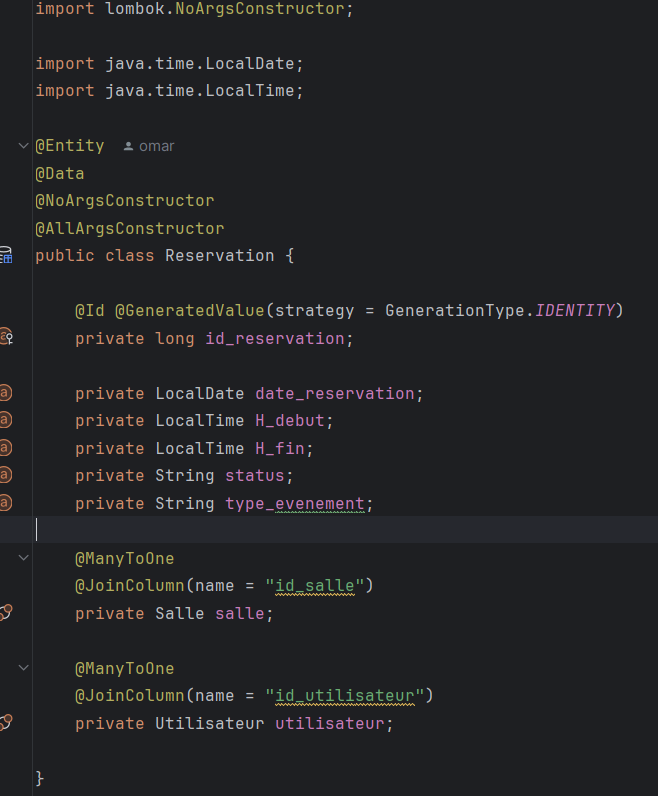 import lombok.NoArgsConstructor;
import java.time.LocalDate;
import java.time.LocalTime;
@Entity omar
@Data
@NoArgsConstructor
@AllArgsConstructor
public class Reservation {
@Id @GeneratedValue(strategy = GenerationType.IDENTITY)
private long id_reservation;
private LocalDate date_reservation;
private LocalTime H_debut;
private LocalTime H_fin;
private String status;
private String type_evenement;
@ManyToOne
@JoinColumn(name = "id_salle")
private Salle salle;
@ManyToOne
@JoinColumn(name = "id_utilisateur")
private Utilisateur utilisateur;
}